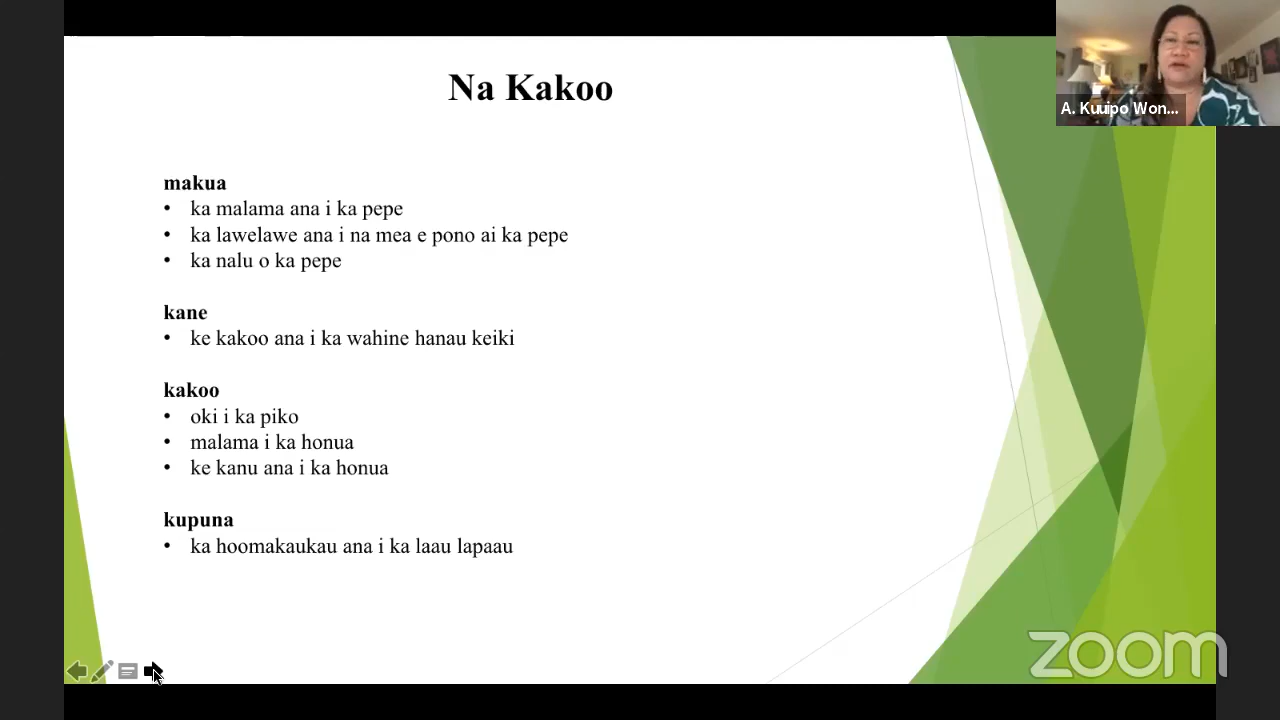 Na Kakoo
A. Kuuipo Won...
makua
• ka malama ana i ka pepe
• ka lawelawe ana i na mea e pono ai ka pepe
• ka nalu o ka pepe
kane
• ke kakoo ana i ka wahine hanau keiki
kakoo
• oki i ka piko
• malama i ka honua
• ke kanu ana i ka honua
kupuna
• ka hoomakaukau ana i ka laau lapaau
zoom